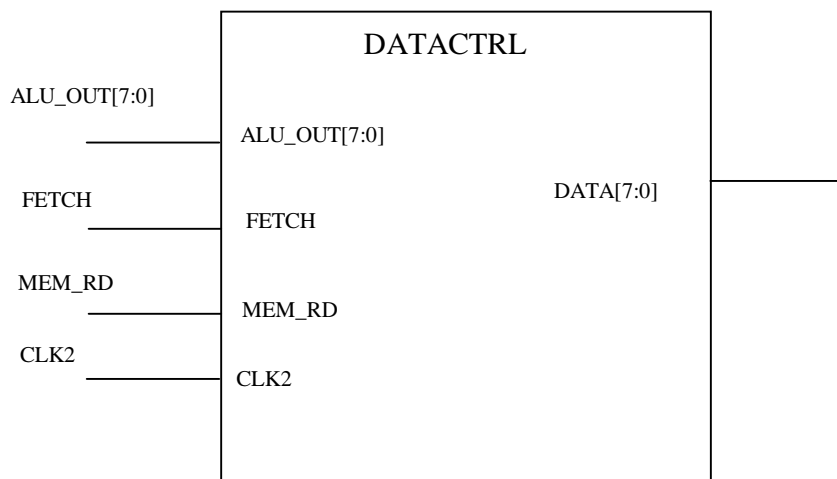 DATACTRL
ALU_OUT[7:0]
ALU_OUT[7:0]
FETCH
DATA[7:0]
FETCH
MEM_RD
MEM_RD
CLK2
CLK2